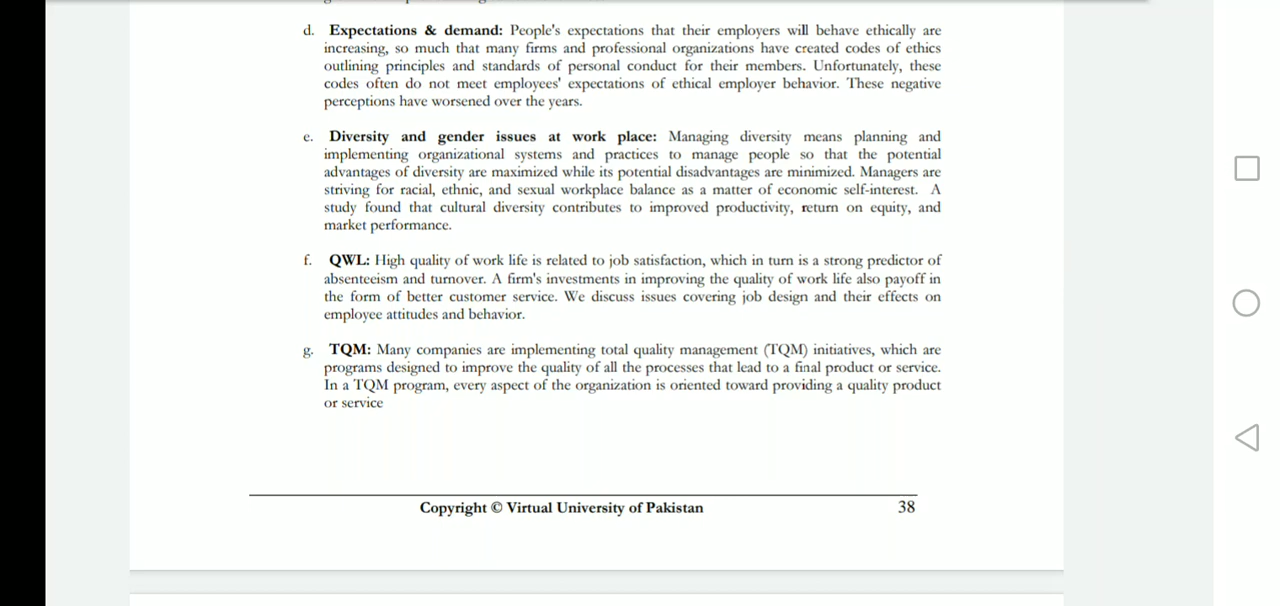 d. Expectations & demand: People's expectations that their employers will behave ethically are
increasing, so much that many firms and professional organizations have created codes of ethics
outlining principles and standards of personal conduct for their members. Unfortunately, these
codes often do not meet employees' expectations of ethical employer behavior. These negative
perceptions have worsened over the years.
e. Diversity and gender issues at work place: Managing diversity means planning and
implementing organizational systems and practices to manage people so that the potential
advantages of diversity are maximized while its potential disadvantages are minimized. Managers are
striving for racial, ethnic, and sexual workplace balance as a matter of economic self-interest. A
study found that cultural diversity contributes to improved productivity, return on equity, and
market performance.
f. QWL: High quality of work life is related to job satisfaction, which in turn is a strong predictor of
absenteeism and turnover. A firm's investments in improving the quality of work life also payoff in
the form of better customer service. We discuss issues covering job design and their effects on
employee attitudes and behavior.
g. TQM: Many companies are implementing total quality management (TQM) initiatives, which are
programs designed to improve the quality of all the processes that lead to a final product or service.
In a TQM program, every aspect of the organization is oriented toward providing a quality product
or service
Copyright © Virtual University of Pakistan 38